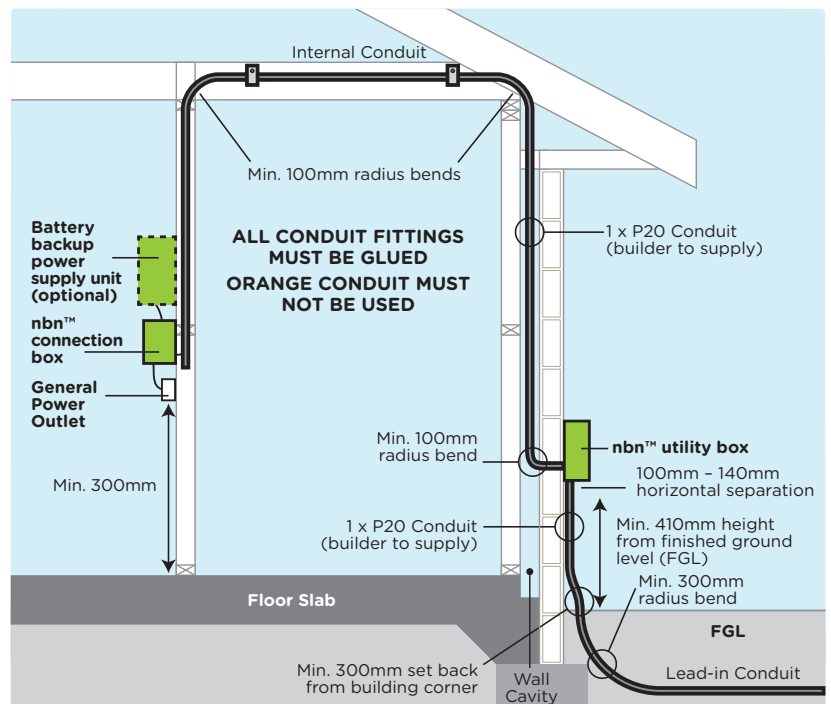 Internal Conduit
Min. 100mm radius bends
Battery
backup
power
supply unit
(optional)
ALL CONDUIT FITTINGS
MUST BE GLUED
ORANGE CONDUIT MUST
NOT BE USED
1 x P20 Conduit
(builder to supply)
nbn™
connection
box
General
Power
Outlet
Min. 300mm
Min. 100mm
radius bend
nbn™ utility box
100mm – 140mm
horizontal separation
1 x P20 Conduit
(builder to supply)
Min. 410mm height
from finished ground
level (FGL)
Min. 300mm
radius bend
Floor Slab
FGL
Min. 300mm set back
from building corner
Wall
Cavity
Lead-in Conduit